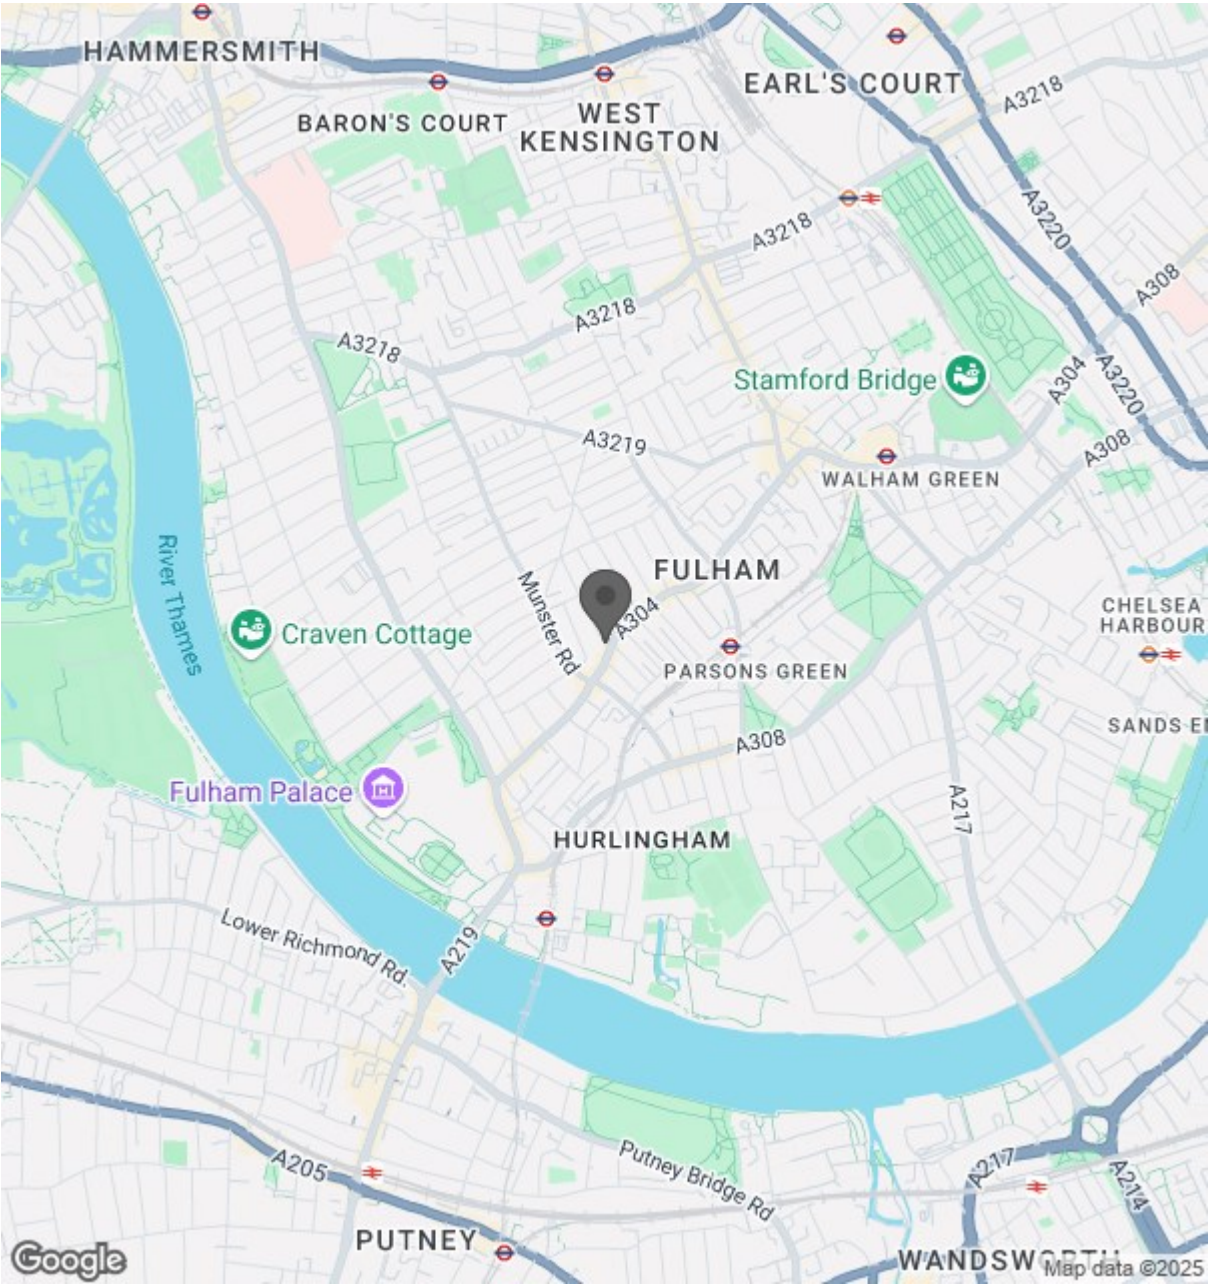 HAMMERSMITH
EARL'S COURT
A3218
WEST
KENSINGTON
BARON'S COURT
A3220
A3218
A308
A3218
A3218
Stamford Bridge
A304
A3220
A3219
A308
WALHAM GREEN
River Thames
FULHAM
Munster Rd
A304
CHELSEA
HARBOUR
Craven Cottage
PARSONS GREEN
SANDS E
A308
Fulham Palace
A217
HURLINGHAM
Lower Richmond Rd.
A219
Putney Bridge Rd
A205
A217
A214
PUTNEY
WANDSWORTH
Google
Map data ©2025